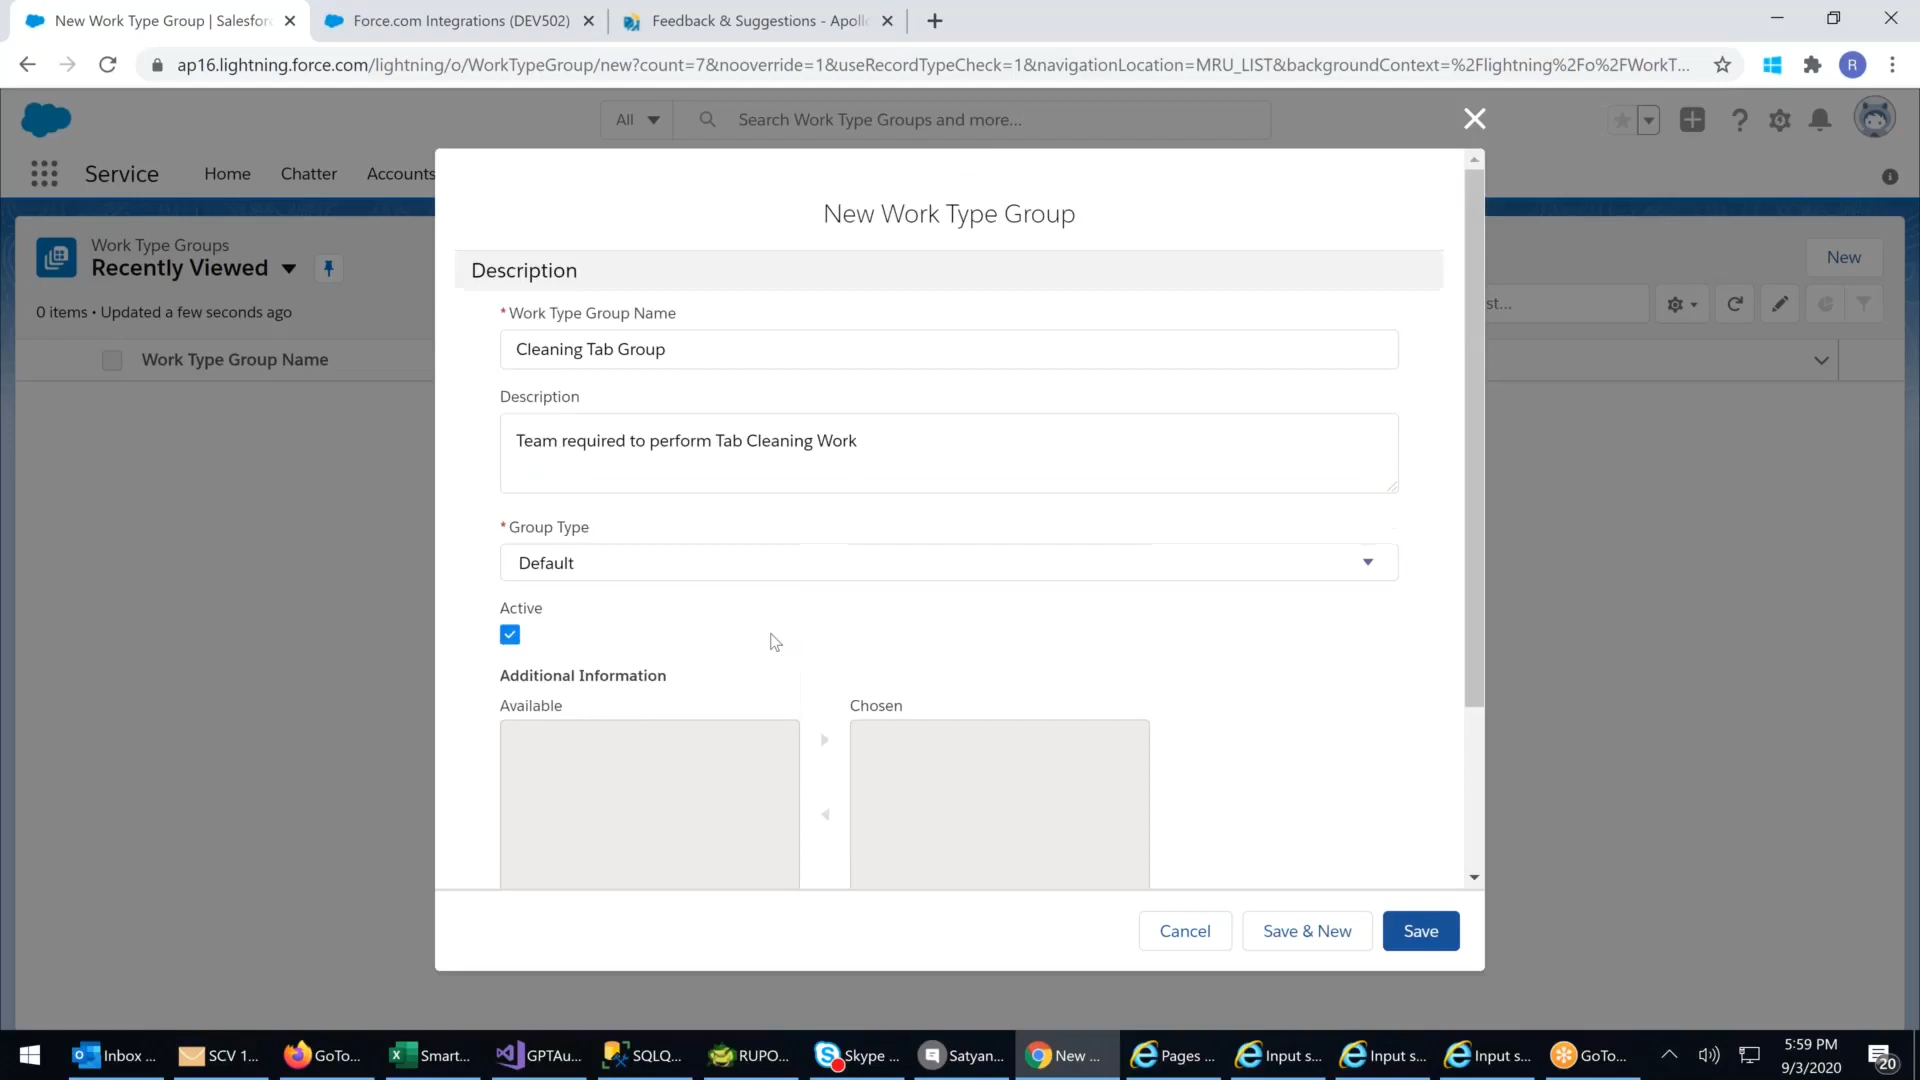 New Work Type Group | Salesforc
Force.com Integrations (DEV502)
Feedback & Suggestions - Apoll
ap16.lightning.force.com/lightning/o/WorkTypeGroup/new?count=7&nooverride=1&useRecordTypeCheck=1&navigationLocation=MRU_LIST&backgroundContext=%2Flightning%2Fo%2FWorkT...
R
All
Search Work Type Groups and more...
Service
Home
Chatter
Accounts
Work Type Groups
Recently Viewed
New
0 items • Updated a few seconds ago
st...
Work Type Group Name
New Work Type Group
Description
* Work Type Group Name
Cleaning Tab Group
Description
Team required to perform Tab Cleaning Work
* Group Type
Default
Active
Additional Information
Available
Chosen
Cancel
Save & New
Save
Inbox ...
SCV 1...
GoTo...
Smart...
GPTAu...
SQLQ...
RUPO...
Skype ...
Satyan...
New ...
Pages ...
Input s...
Input s...
Input s...
GoTo...
5:59 PM
9/3/2020
20